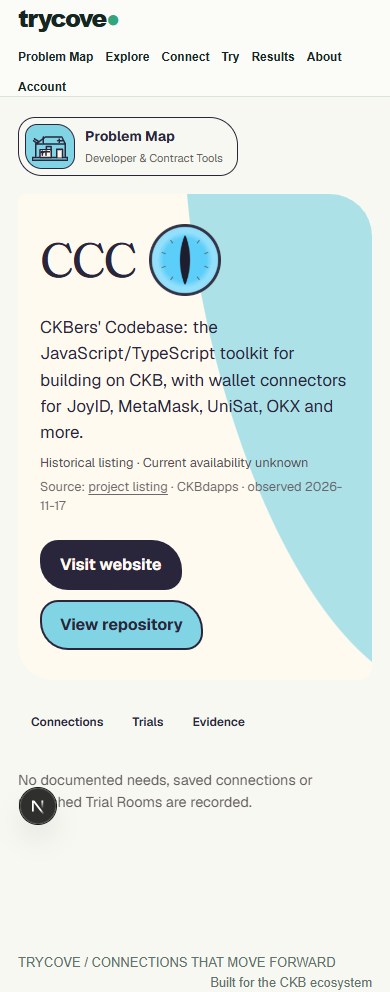 trycove
Problem Map Explore Connect Try Results About
Account
Problem Map
Developer & Contract Tools
CCC
CKBers' Codebase: the
JavaScript/TypeScript toolkit for
building on CKB, with wallet connectors
for JoyID, MetaMask, UniSat, OKX and
more.
Historical listing · Current availability unknown
Source: project listing · CKBdapps · observed 2026-
11-17
Visit website
View repository
Connections Trials Evidence
No documented needs, saved connections or
N hed Trial Rooms are recorded.
TRYCOVE / CONNECTIONS THAT MOVE FORWARD
Built for the CKB ecosystem